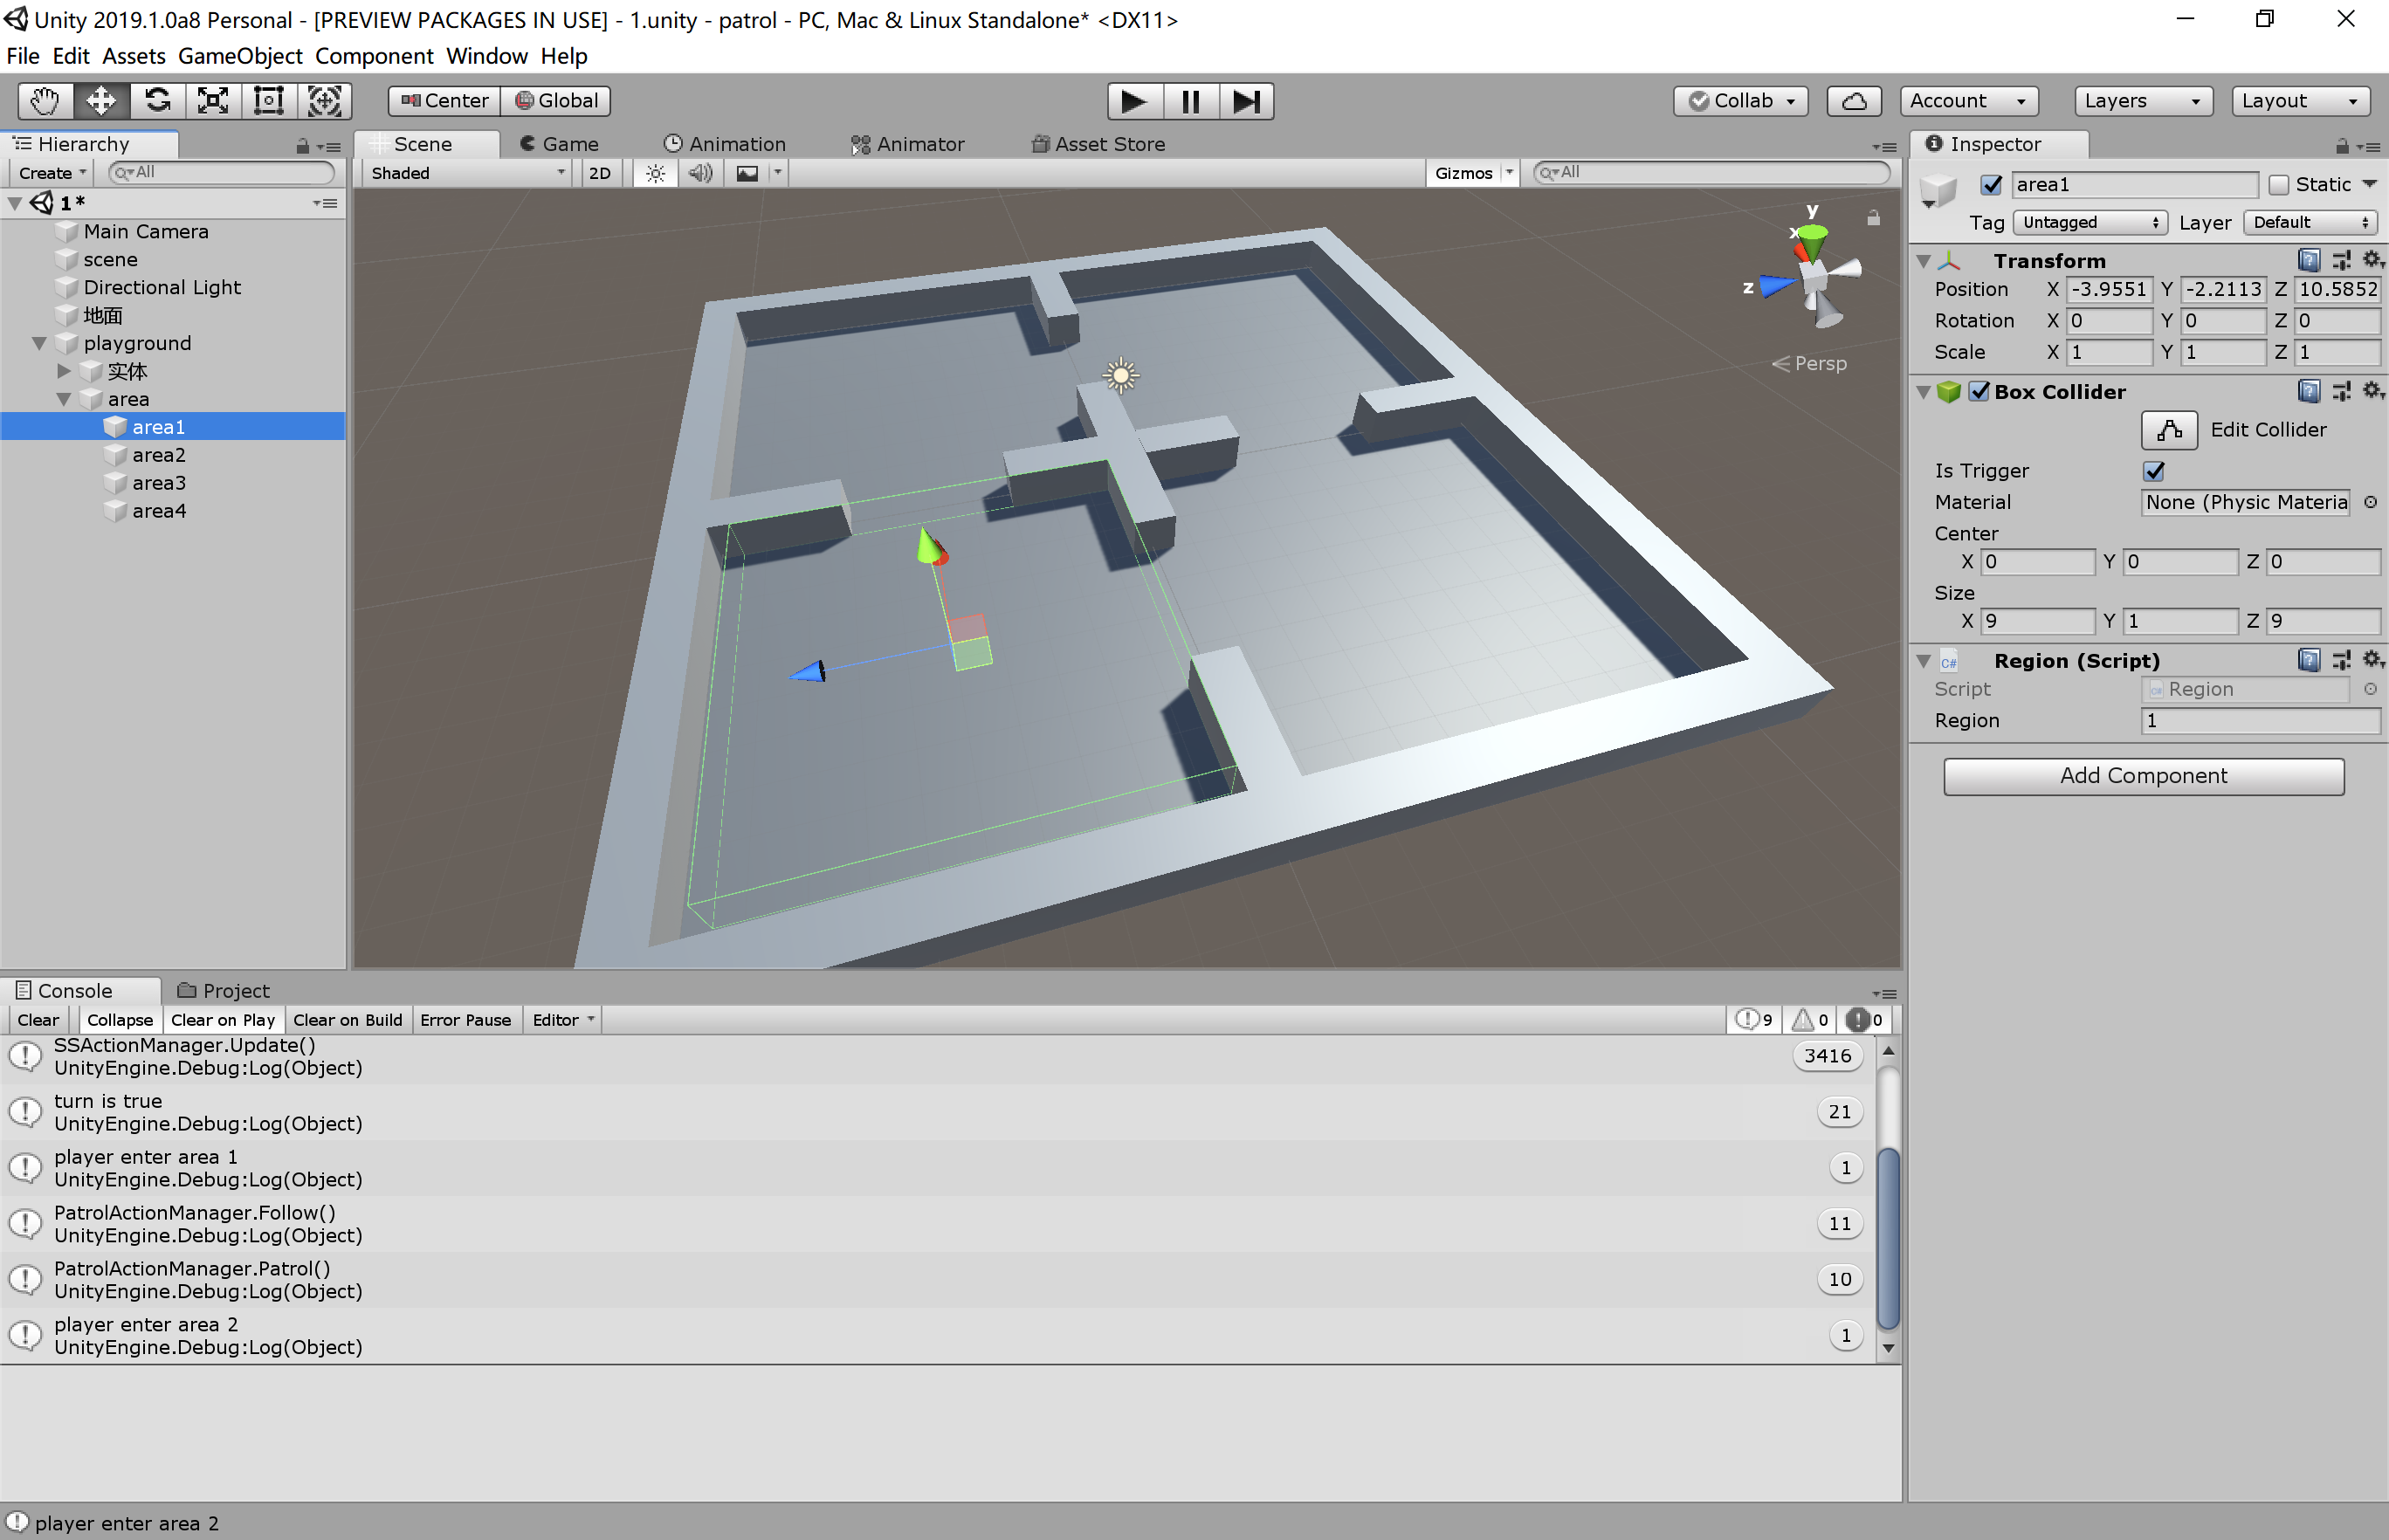 Unity 2019.1.0a8 Personal - [PREVIEW PACKAGES IN USE] - 1.unity - patrol - PC, Mac & Linux Standalone* <DX11>
File Edit Assets GameObject Component Window Help
Center Global Collab Account Layers Layout
Hierarchy
Create All
1*
Main Camera
scene
Directional Light
地面
playground
实体
area
area1
area2
area3
area4
Scene Game Animation Animator Asset Store
Shaded 2D Gizmos All
y
x
z
Persp
Inspector
area1 Static
Tag Untagged Layer Default
Transform
Position X -3.9551 Y -2.2113 Z 10.5852
Rotation X 0 Y 0 Z 0
Scale X 1 Y 1 Z 1
Box Collider
Edit Collider
Is Trigger
Material None (Physic Materia
Center
X 0 Y 0 Z 0
Size
X 9 Y 1 Z 9
C# Region (Script)
Script Region
Region 1
Add Component
Console Project
Clear Collapse Clear on Play Clear on Build Error Pause Editor 9 0 0
SSActionManager.Update()
UnityEngine.Debug:Log(Object)
3416
turn is true
UnityEngine.Debug:Log(Object)
21
player enter area 1
UnityEngine.Debug:Log(Object)
1
PatrolActionManager.Follow()
UnityEngine.Debug:Log(Object)
11
PatrolActionManager.Patrol()
UnityEngine.Debug:Log(Object)
10
player enter area 2
UnityEngine.Debug:Log(Object)
1
player enter area 2